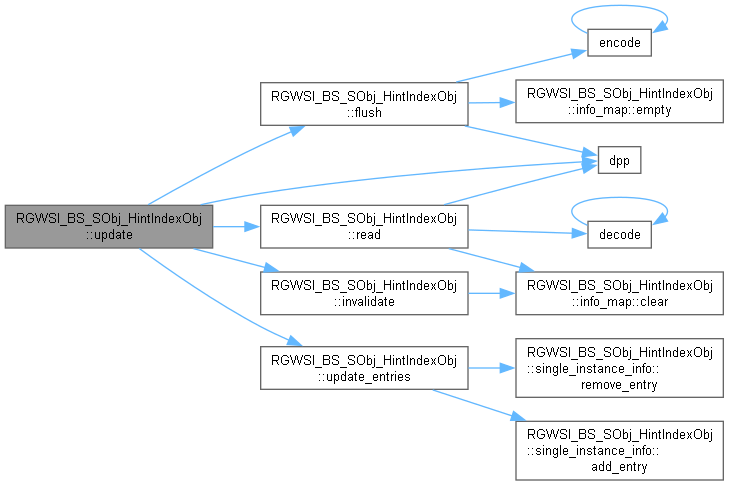 encode
RGWSI_BS_SObj_HintIndexObj
::info_map::empty
RGWSI_BS_SObj_HintIndexObj
::flush
dpp
RGWSI_BS_SObj_HintIndexObj
::update
RGWSI_BS_SObj_HintIndexObj
::read
decode
RGWSI_BS_SObj_HintIndexObj
::invalidate
RGWSI_BS_SObj_HintIndexObj
::info_map::clear
RGWSI_BS_SObj_HintIndexObj
::update_entries
RGWSI_BS_SObj_HintIndexObj
::single_instance_info::
remove_entry
RGWSI_BS_SObj_HintIndexObj
::single_instance_info::
add_entry